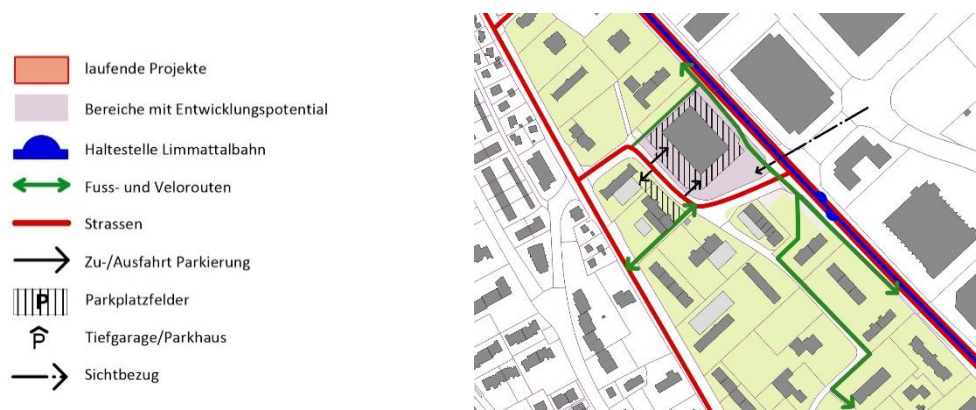 laufende Projekte
Bereiche mit Entwicklungspotential
Haltestelle Limmattalbahn
Fuss- und Velorouten
Strassen
Zu-/Ausfahrt Parkierung
P
Parkplatzfelder
P
Tiefgarage/Parkhaus
Sichtbezug